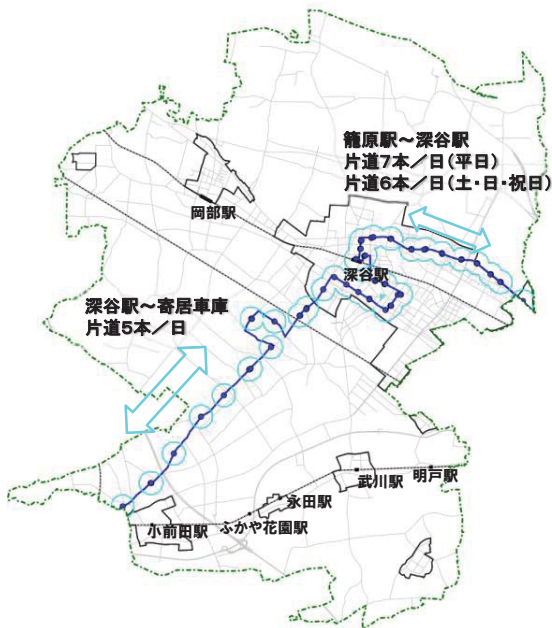 籠原駅~深谷駅
片道7本/日(平日)
片道6本/日(土・日・祝日)
岡部駅
深谷駅
深谷駅~寄居車庫
片道5本/日
武川駅
明戸駅
永田駅
小前田駅
ふかや花園駅